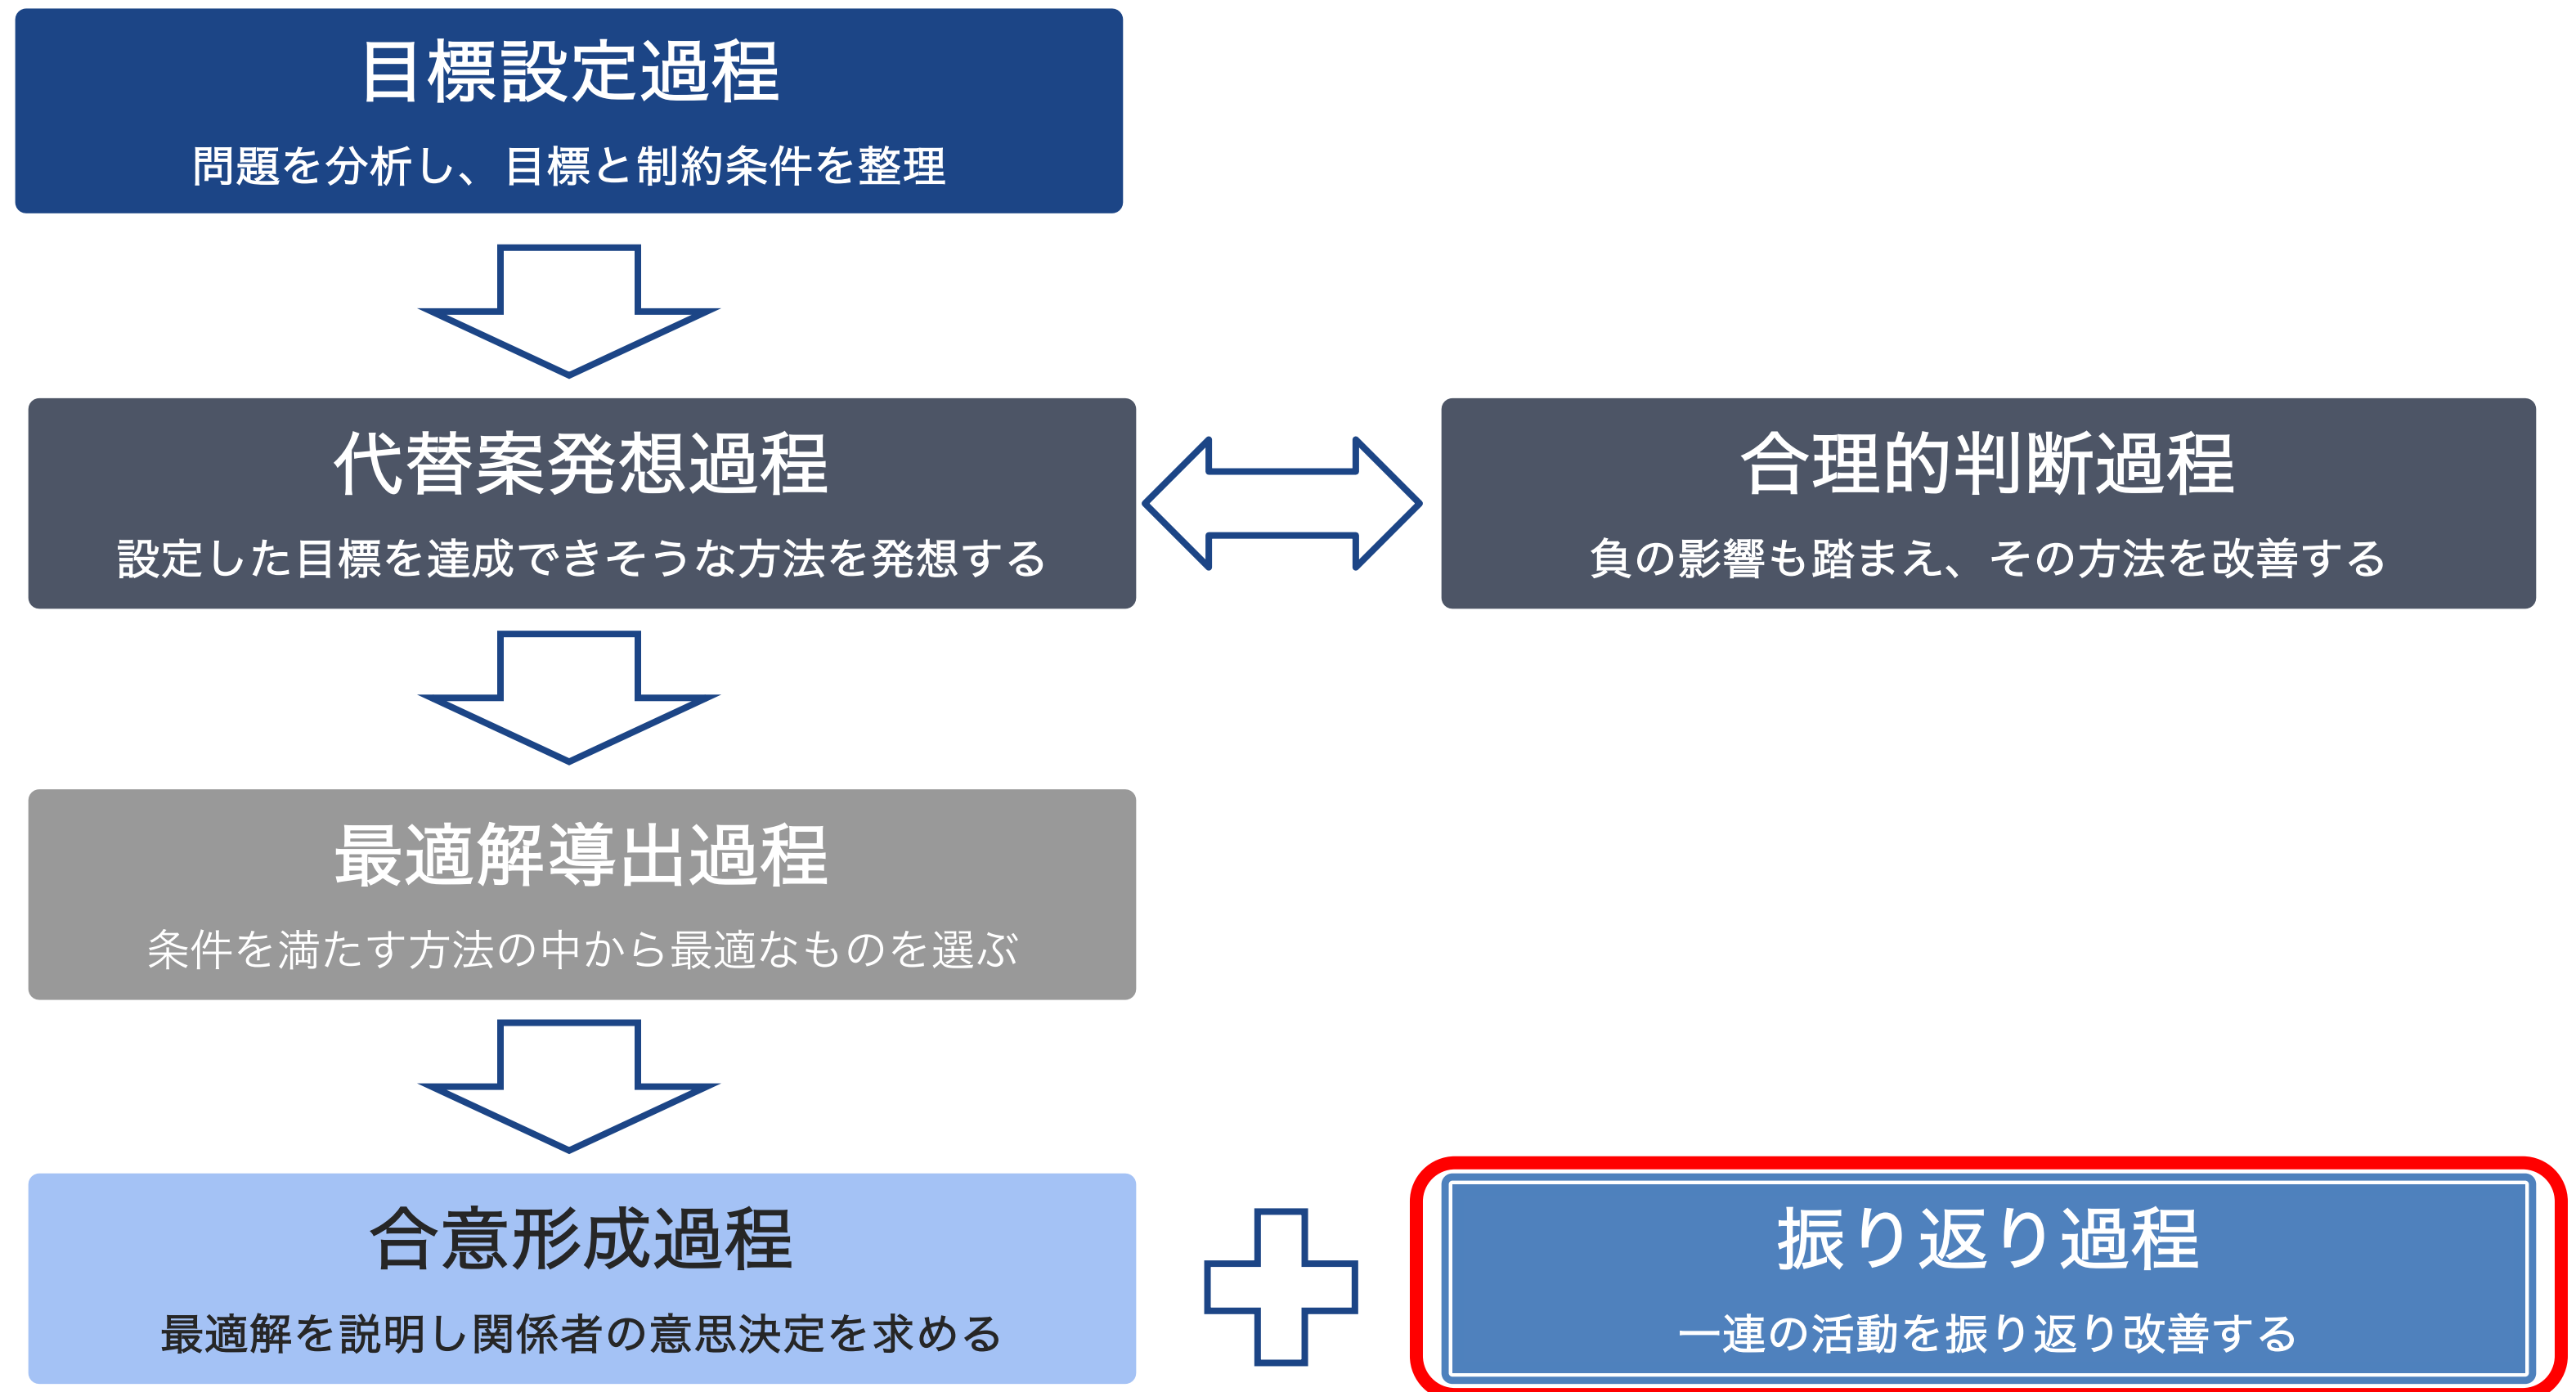 目標設定過程
問題を分析し、目標と制約条件を整理
代替案発想過程
設定した目標を達成できそうな方法を発想する
合理的判断過程
負の影響も踏まえ、その方法を改善する
最適解導出過程
条件を満たす方法の中から最適なものを選ぶ
合意形成過程
最適解を説明し関係者の意思決定を求める
振り返り過程
一連の活動を振り返り改善する